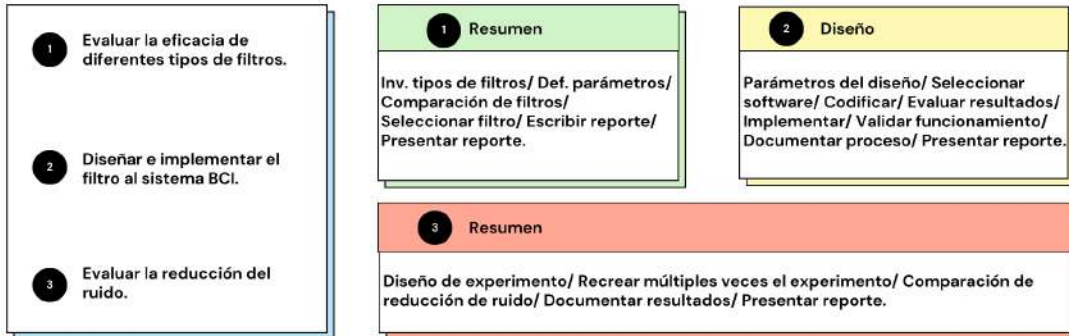 1
Evaluar la eficacia de
diferentes tipos de filtros.
2
Diseñar e implementar el
filtro al sistema BCI.
3
Evaluar la reducción del
ruido.
1 Resumen
Inv. tipos de filtros/ Def. parámetros/
Comparación de filtros/
Seleccionar filtro/ Escribir reporte/
Presentar reporte.
2 Diseño
Parámetros del diseño/ Seleccionar
software/ Codificar/ Evaluar resultados/
Implementar/ Validar funcionamiento/
Documentar proceso/ Presentar reporte.
3 Resumen
Diseño de experimento/ Recrear múltiples veces el experimento/ Comparación de
reducción de ruido/ Documentar resultados/ Presentar reporte.